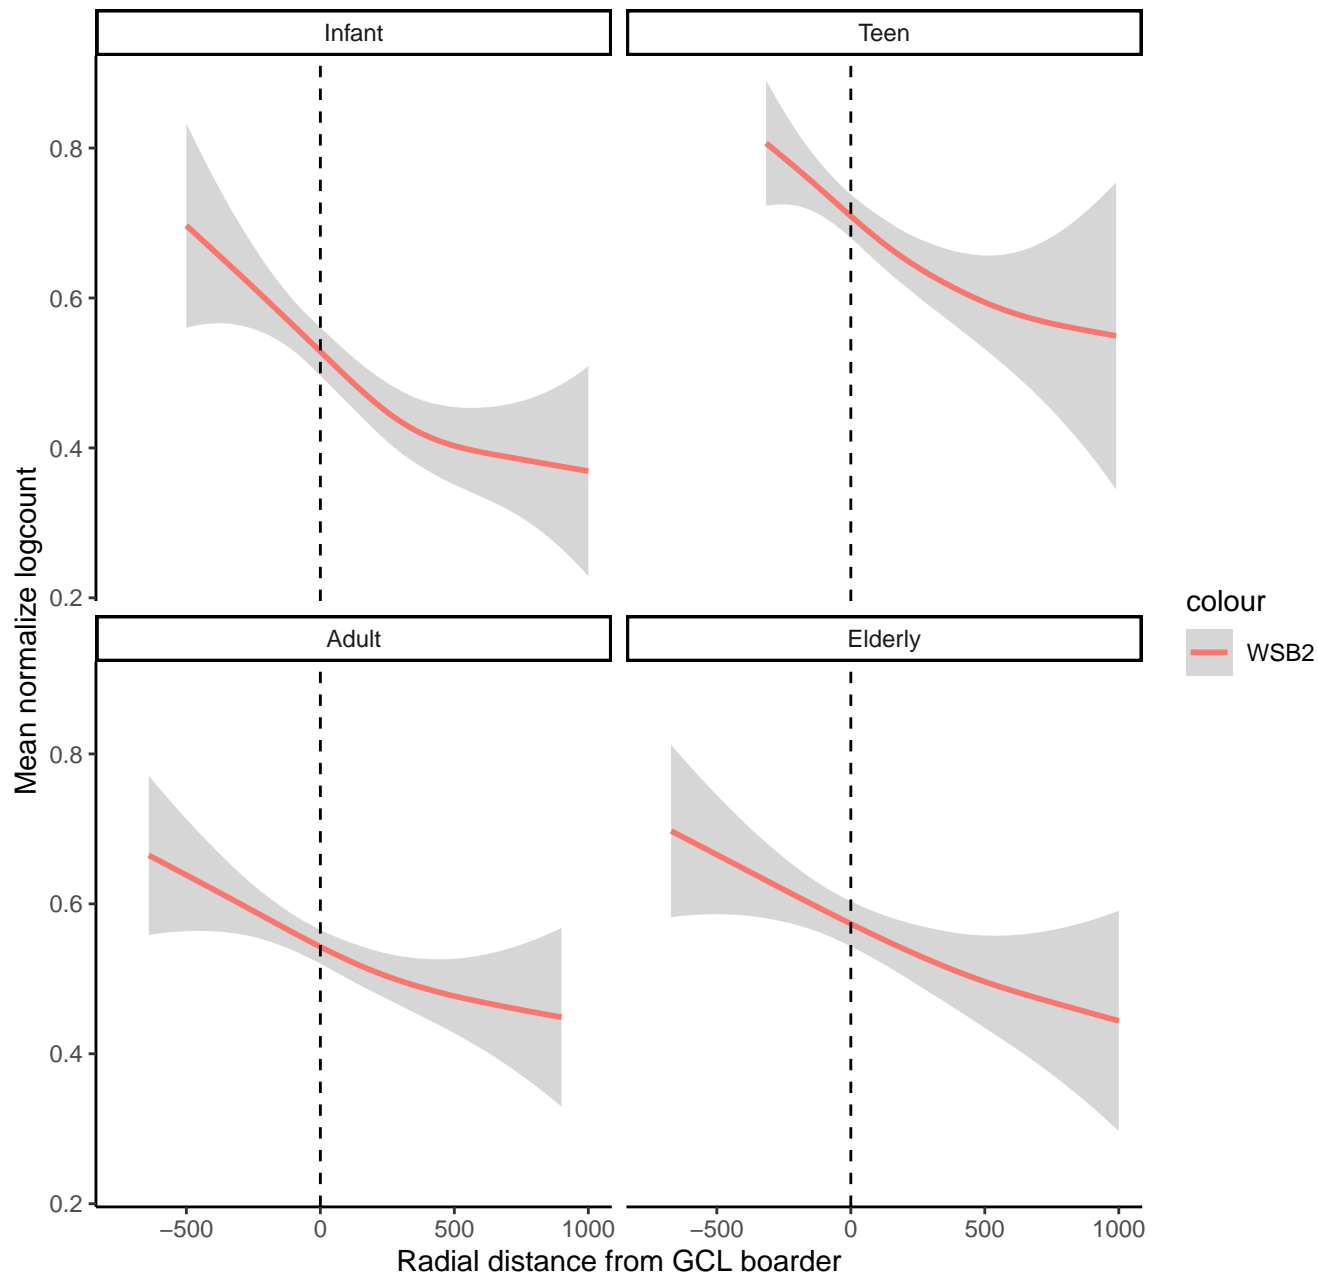 Infant
Teen
0.8
0.6
0.4
0.2
Adult
Elderly
0.8
0.6
0.4
0.2
−500
0
500
1000
−500
0
500
1000
Radial distance from GCL boarder
Mean normalize logcount
colour
WSB2